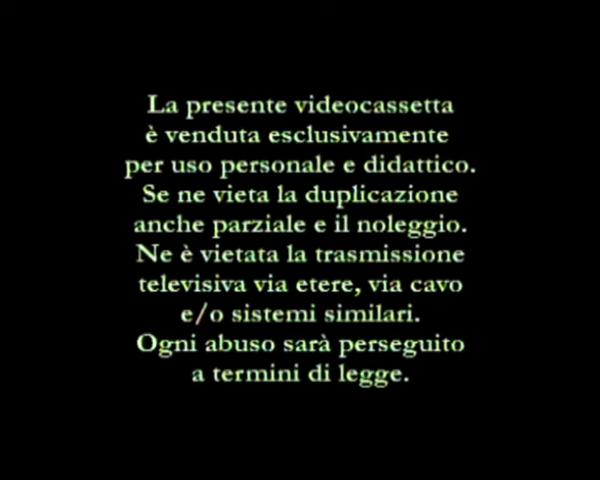 La presente videocassetta
è venduta esclusivamente
per uso personale e didattico.
Se ne vieta la duplicazione
anche parziale e il noleggio.
Ne è vietata la trasmissione
televisiva via etere, via cavo
e/o sistemi similari.
Ogni abuso sarà perseguito
a termini di legge.